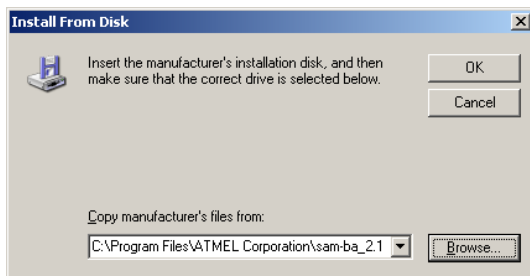 Install From Disk
Insert the manufacturer's installation disk, and then
make sure that the correct drive is selected below.
OK
Cancel
Copy manufacturer's files from:
C:\Program Files\ATMEL Corporation\sam-ba_2.1
Browse...